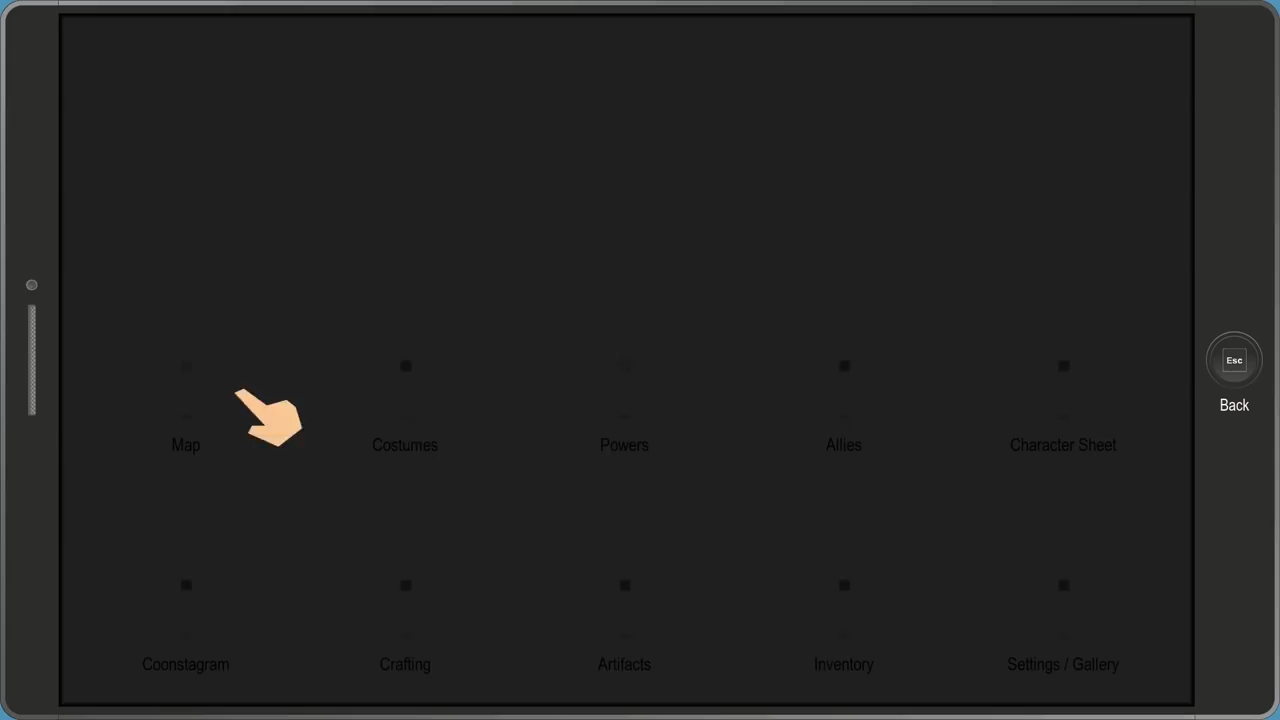 Esc
Back
Map
Costumes
Powers
Allies
Character Sheet
Coonstagram
Crafting
Artifacts
Inventory
Settings / Gallery